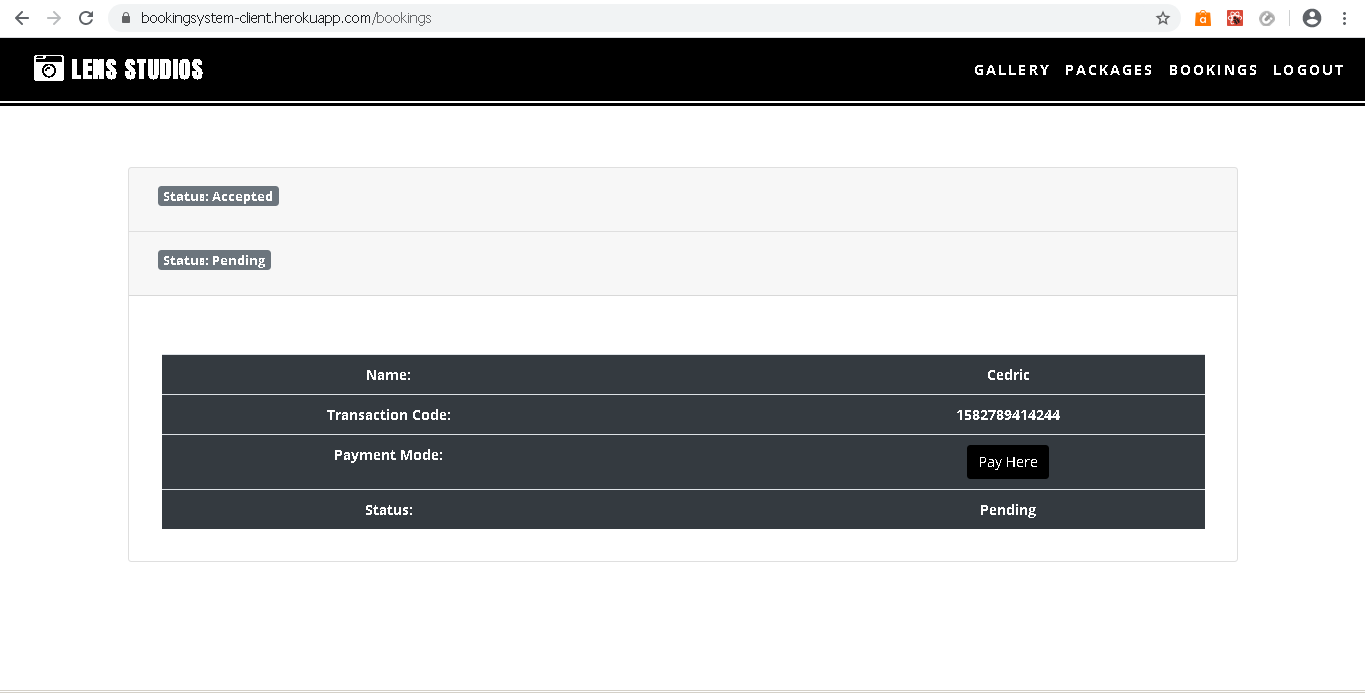 bookingsystem-client.herokuapp.com/bookings
LENS STUDIOS
GALLERY PACKAGES BOOKINGS LOGOUT
Status: Accepted
Status: Pending
Name: Cedric
Transaction Code: 1582789414244
Payment Mode: Pay Here
Status: Pending